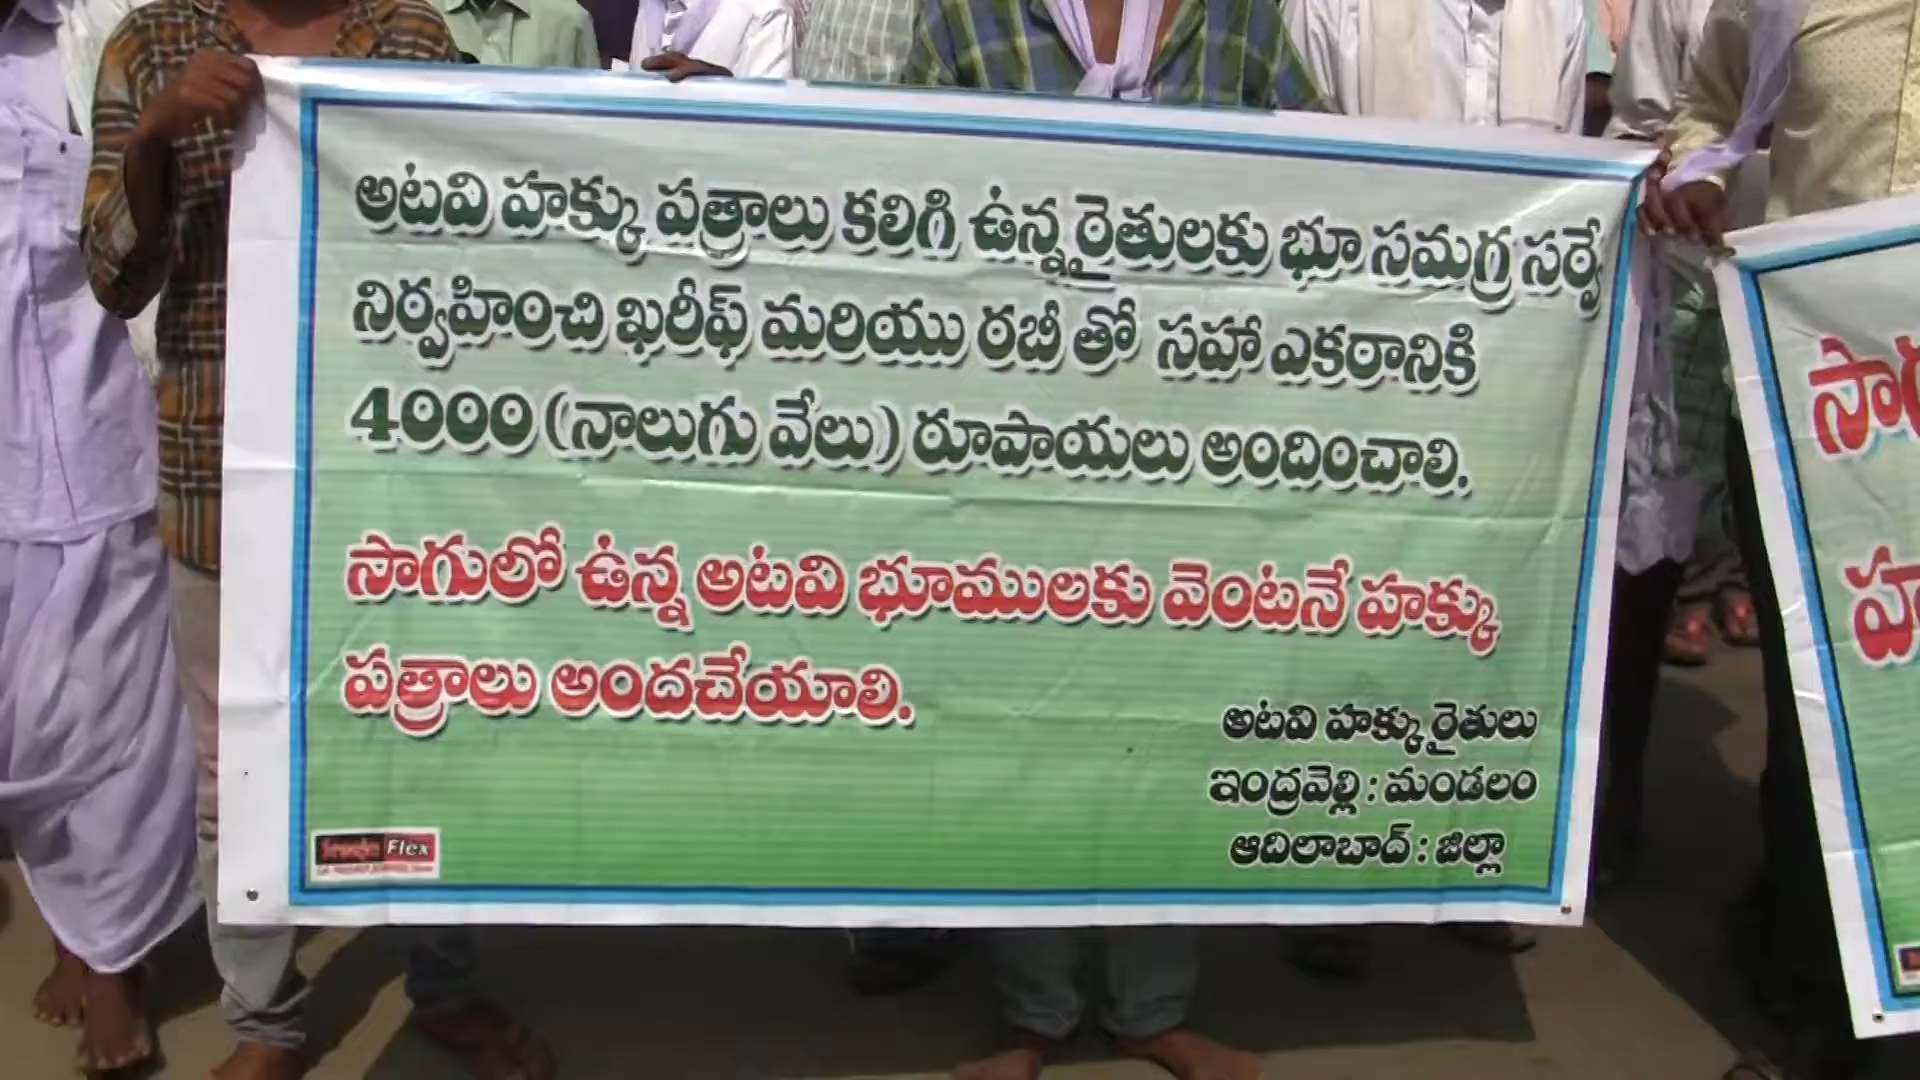 అటవి హక్కు పత్రాలు కలిగి ఉన్న రైతులకు భూ సమగ్ర సర్వే
నిర్వహించి ఖరీఫ్ మరియు రబీ తో సహా ఎకరానికి
4000 (నాలుగు వేలు) రూపాయలు అందించాలి.
సాగులో ఉన్న అటవి భూములకు వెంటనే హక్కు
పత్రాలు అందచేయాలి.
అటవి హక్కు రైతులు
ఇంద్రవెల్లి : మండలం
ఆదిలాబాద్ : జిల్లా
Flex